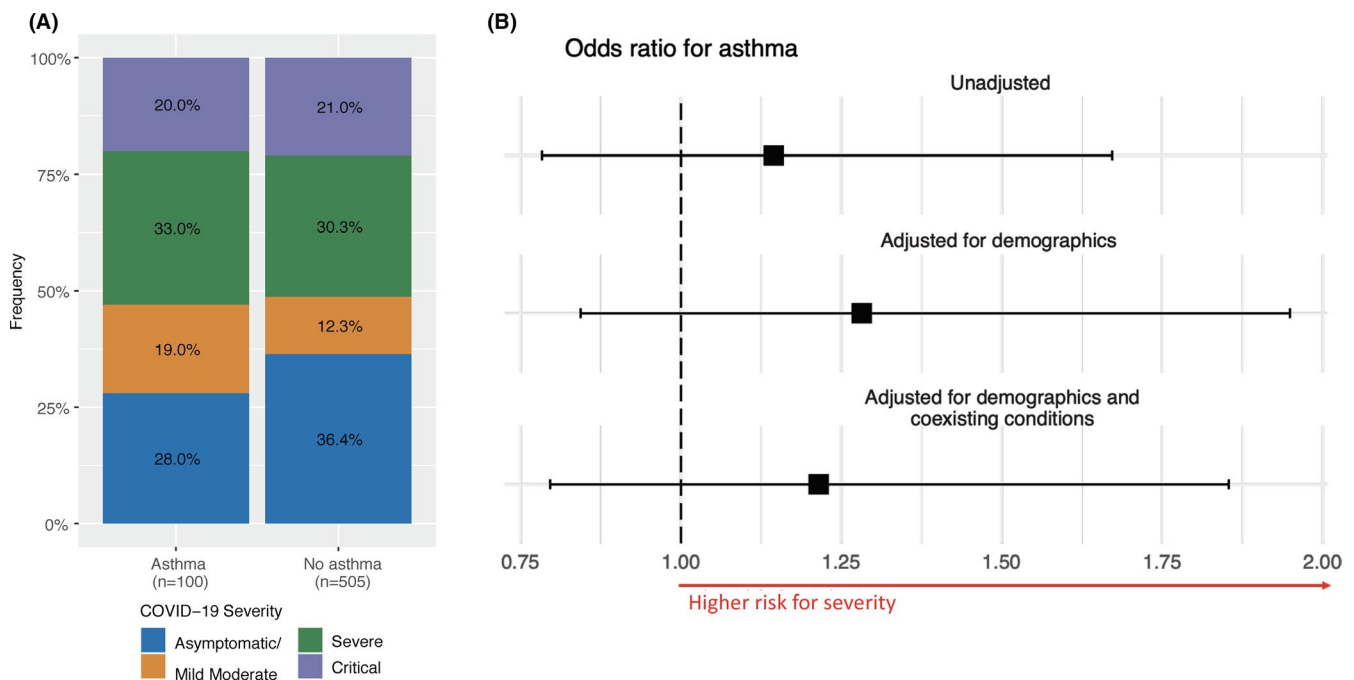 (A)
100%
75%
50%
25%
0%
Frequency
20.0%
33.0%
19.0%
28.0%
21.0%
30.3%
12.3%
36.4%
Asthma
(n=100)
No asthma
(n=505)
COVID−19 Severity
Asymptomatic/
Mild Moderate
Severe
Critical
(B)
Odds ratio for asthma
Unadjusted
Adjusted for demographics
Adjusted for demographics and
coexisting conditions
0.75 1.00 1.25 1.50 1.75 2.00
Higher risk for severity